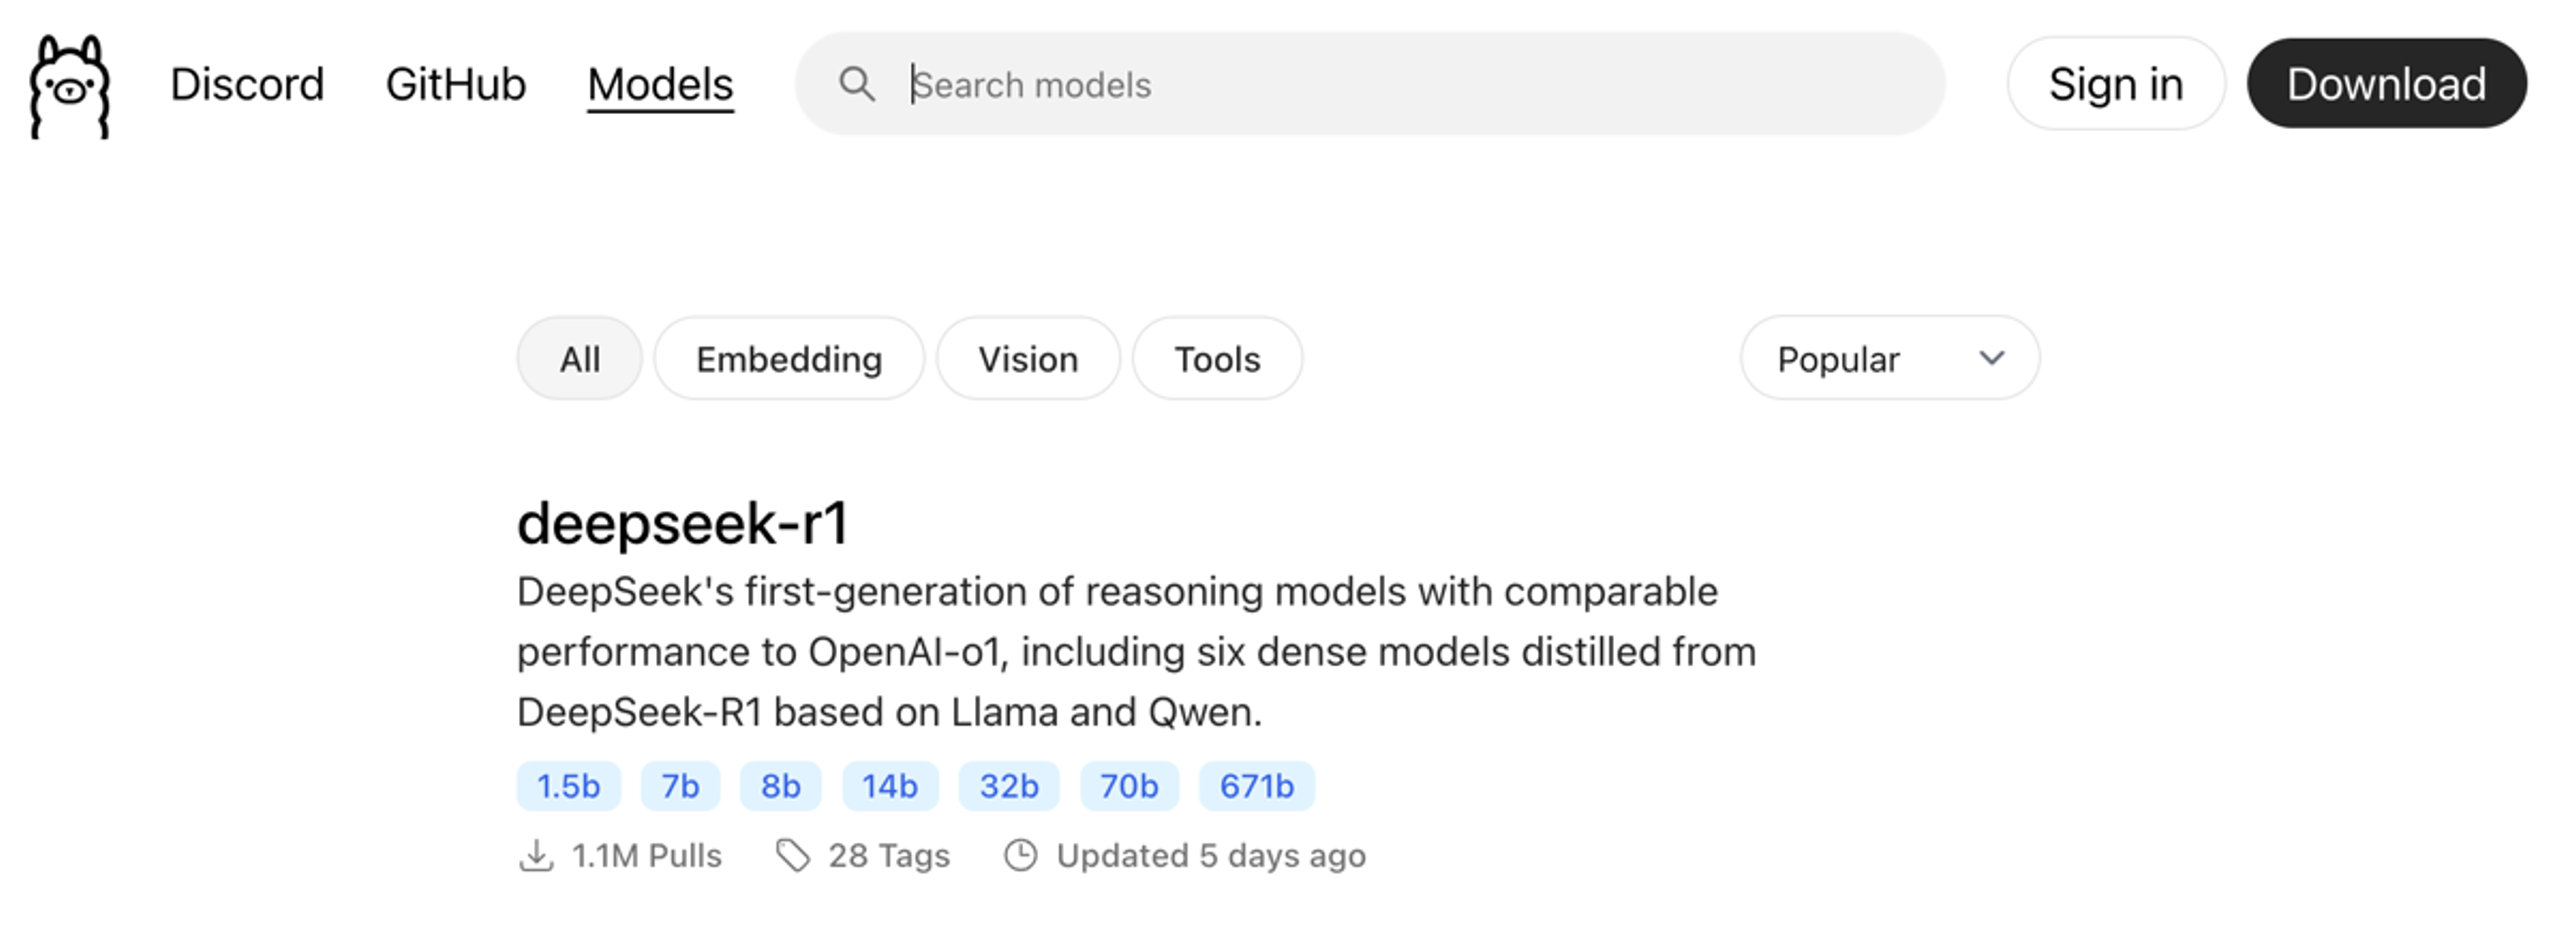 Discord GitHub Models Search models Sign in Download
All Embedding Vision Tools Popular
deepseek-r1
DeepSeek's first-generation of reasoning models with comparable
performance to OpenAI-o1, including six dense models distilled from
DeepSeek-R1 based on Llama and Qwen.
1.5b 7b 8b 14b 32b 70b 671b
1.1M Pulls 28 Tags Updated 5 days ago